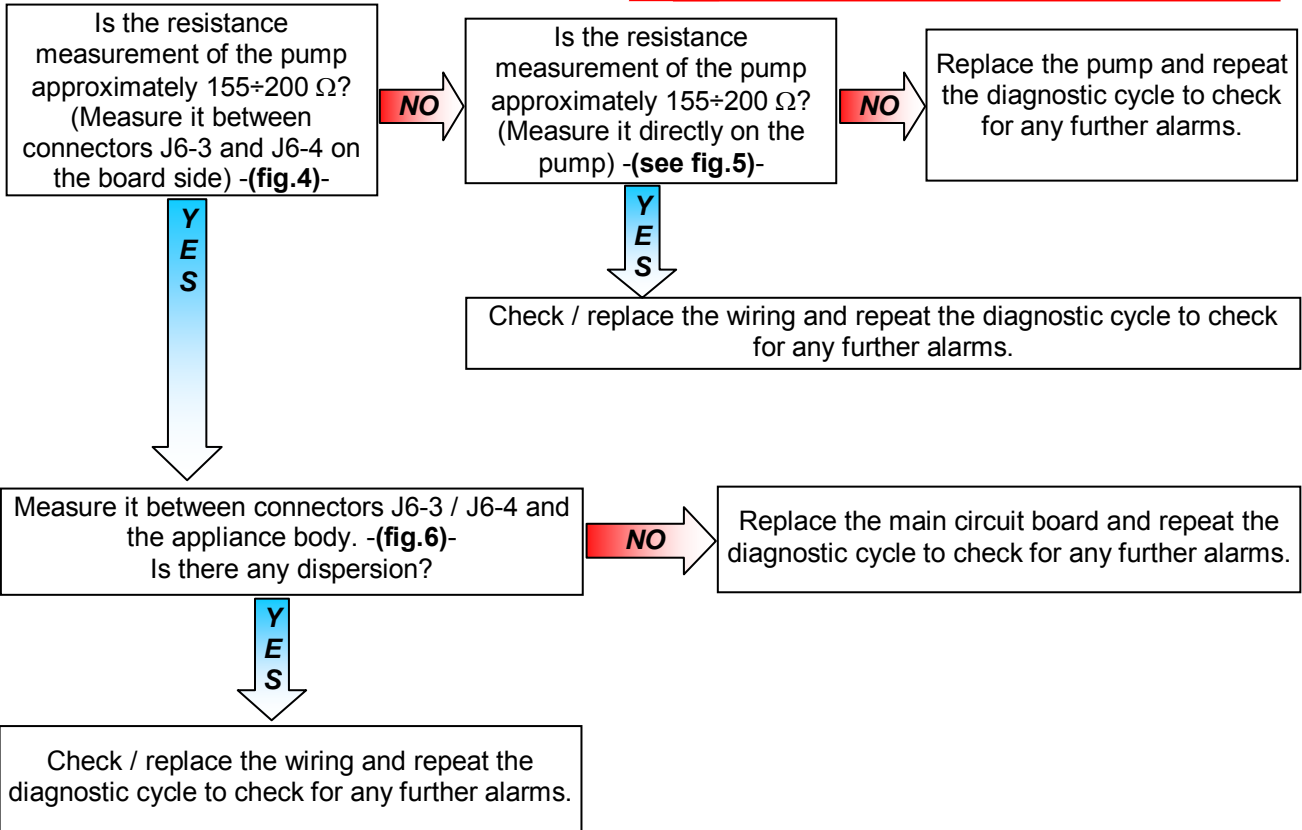 Is the resistance
measurement of the pump
approximately 155÷200 Ω?
(Measure it between
connectors J6-3 and J6-4 on
the board side) -(fig.4)-
NO
Is the resistance
measurement of the pump
approximately 155÷200 Ω?
(Measure it directly on the
pump) -(see fig.5)-
NO
Replace the pump and repeat
the diagnostic cycle to check
for any further alarms.
Y
E
S
Y
E
S
Check / replace the wiring and repeat the diagnostic cycle to check
for any further alarms.
Measure it between connectors J6-3 / J6-4 and
the appliance body. -(fig.6)-
Is there any dispersion?
NO
Replace the main circuit board and repeat the
diagnostic cycle to check for any further alarms.
Y
E
S
Check / replace the wiring and repeat the
diagnostic cycle to check for any further alarms.